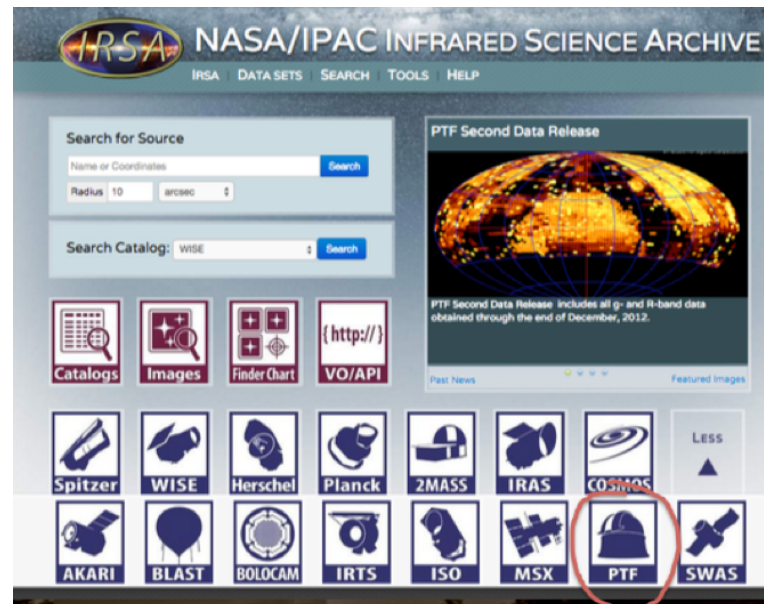 IRSA
NASA/IPAC INFRARED SCIENCE ARCHIVE
IRSA DATA SETS SEARCH TOOLS HELP
Search for Source
Name or Coordinates Search
Radius 10 arcsec
Search Catalog: WISE Search
PTF Second Data Release
PTF Second Data Release includes all g- and R-band data
obtained through the end of December, 2012.
Past News Featured Images
Catalogs Images Finder Chart {http://} VO/API
Spitzer WISE Herschel Planck 2MASS IRAS COSMOS LESS
AKARI BLAST BOLOCAM IRTS ISO MSX PTF SWAS